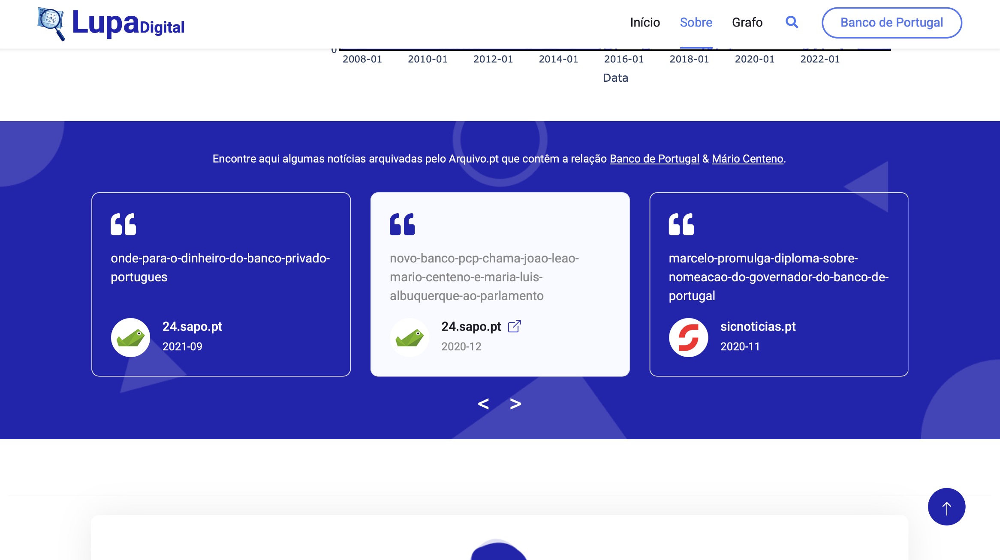 LupaDigital
Início Sobre Grafo Banco de Portugal
0
2008-01 2010-01 2012-01 2014-01 2016-01 2018-01 2020-01 2022-01
Data
Encontre aqui algumas notícias arquivadas pelo Arquivo.pt que contêm a relação Banco de Portugal & Mário Centeno.
onde-para-o-dinheiro-do-banco-privado-
portugues
24.sapo.pt
2021-09
novo-banco-pcp-chama-joao-leao-
mario-centeno-e-maria-luis-
albuquerque-ao-parlamento
24.sapo.pt
2020-12
marcelo-promulga-diploma-sobre-
nomeacao-do-governador-do-banco-de-
portugal
sicnoticias.pt
2020-11
< >